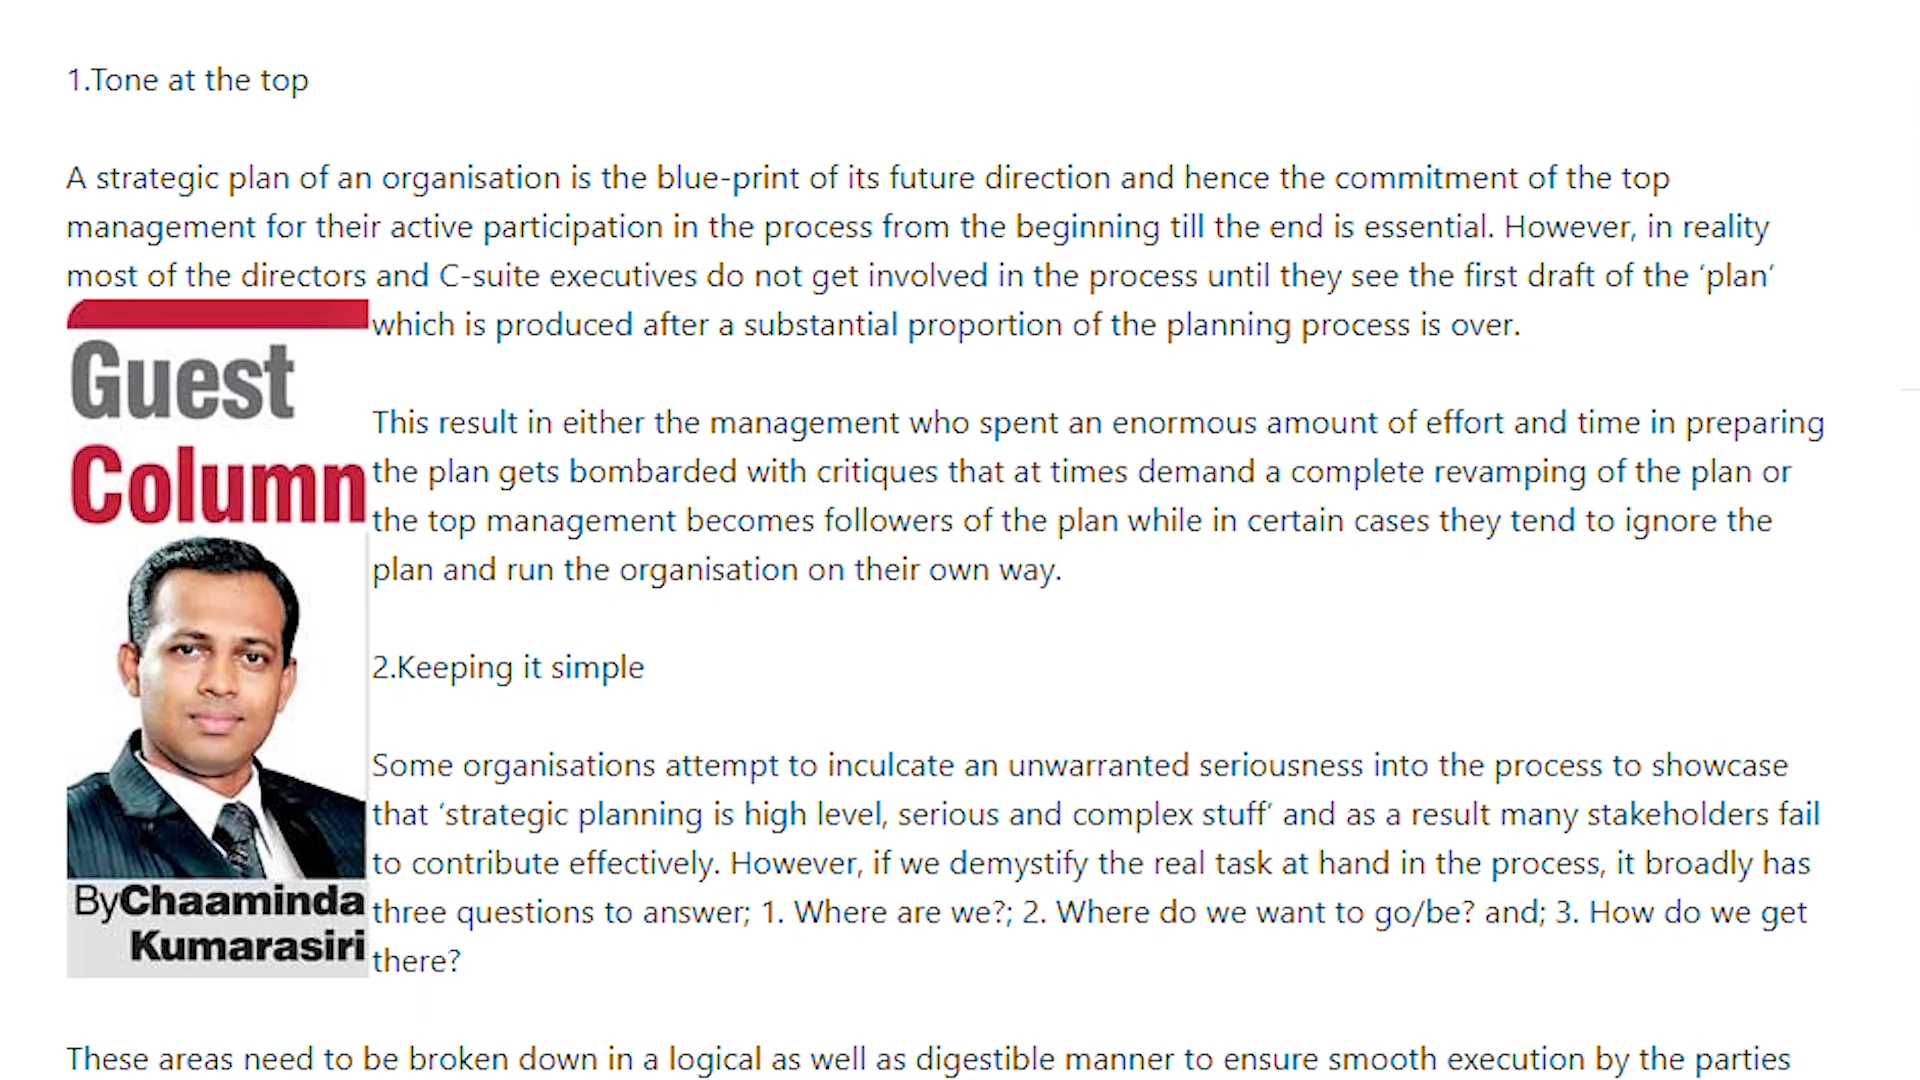 1.Tone at the top
A strategic plan of an organisation is the blue-print of its future direction and hence the commitment of the top
management for their active participation in the process from the beginning till the end is essential. However, in reality
most of the directors and C-suite executives do not get involved in the process until they see the first draft of the ‘plan’
which is produced after a substantial proportion of the planning process is over.
Guest
Column
This result in either the management who spent an enormous amount of effort and time in preparing
the plan gets bombarded with critiques that at times demand a complete revamping of the plan or
the top management becomes followers of the plan while in certain cases they tend to ignore the
plan and run the organisation on their own way.
2.Keeping it simple
Some organisations attempt to inculcate an unwarranted seriousness into the process to showcase
that ‘strategic planning is high level, serious and complex stuff’ and as a result many stakeholders fail
to contribute effectively. However, if we demystify the real task at hand in the process, it broadly has
three questions to answer; 1. Where are we?; 2. Where do we want to go/be? and; 3. How do we get
there?
By Chaaminda
Kumarasiri
These areas need to be broken down in a logical as well as digestible manner to ensure smooth execution by the parties